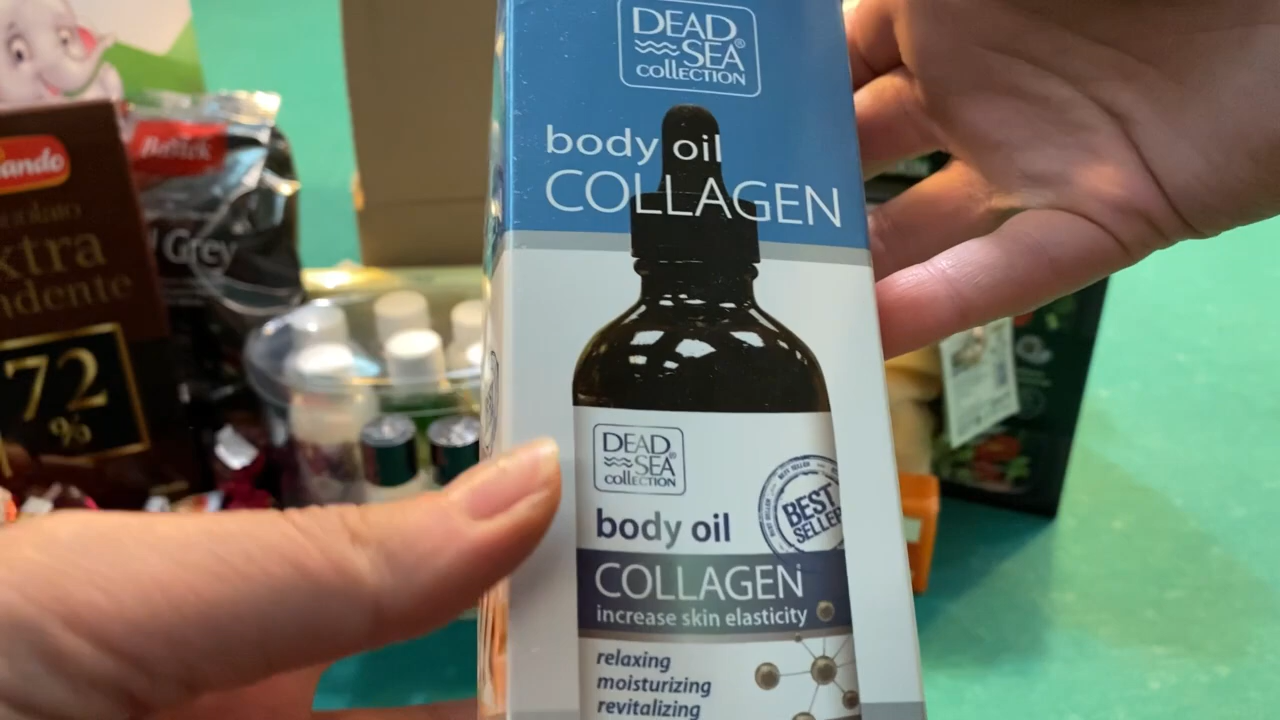 DEAD
SEA®
collection
body oil
COLLAGEN
DEAD
SEA®
collection
body oil
BEST
SELLER
COLLAGEN
increase skin elasticity
relaxing
moisturizing
revitalizing
Grey
72
%